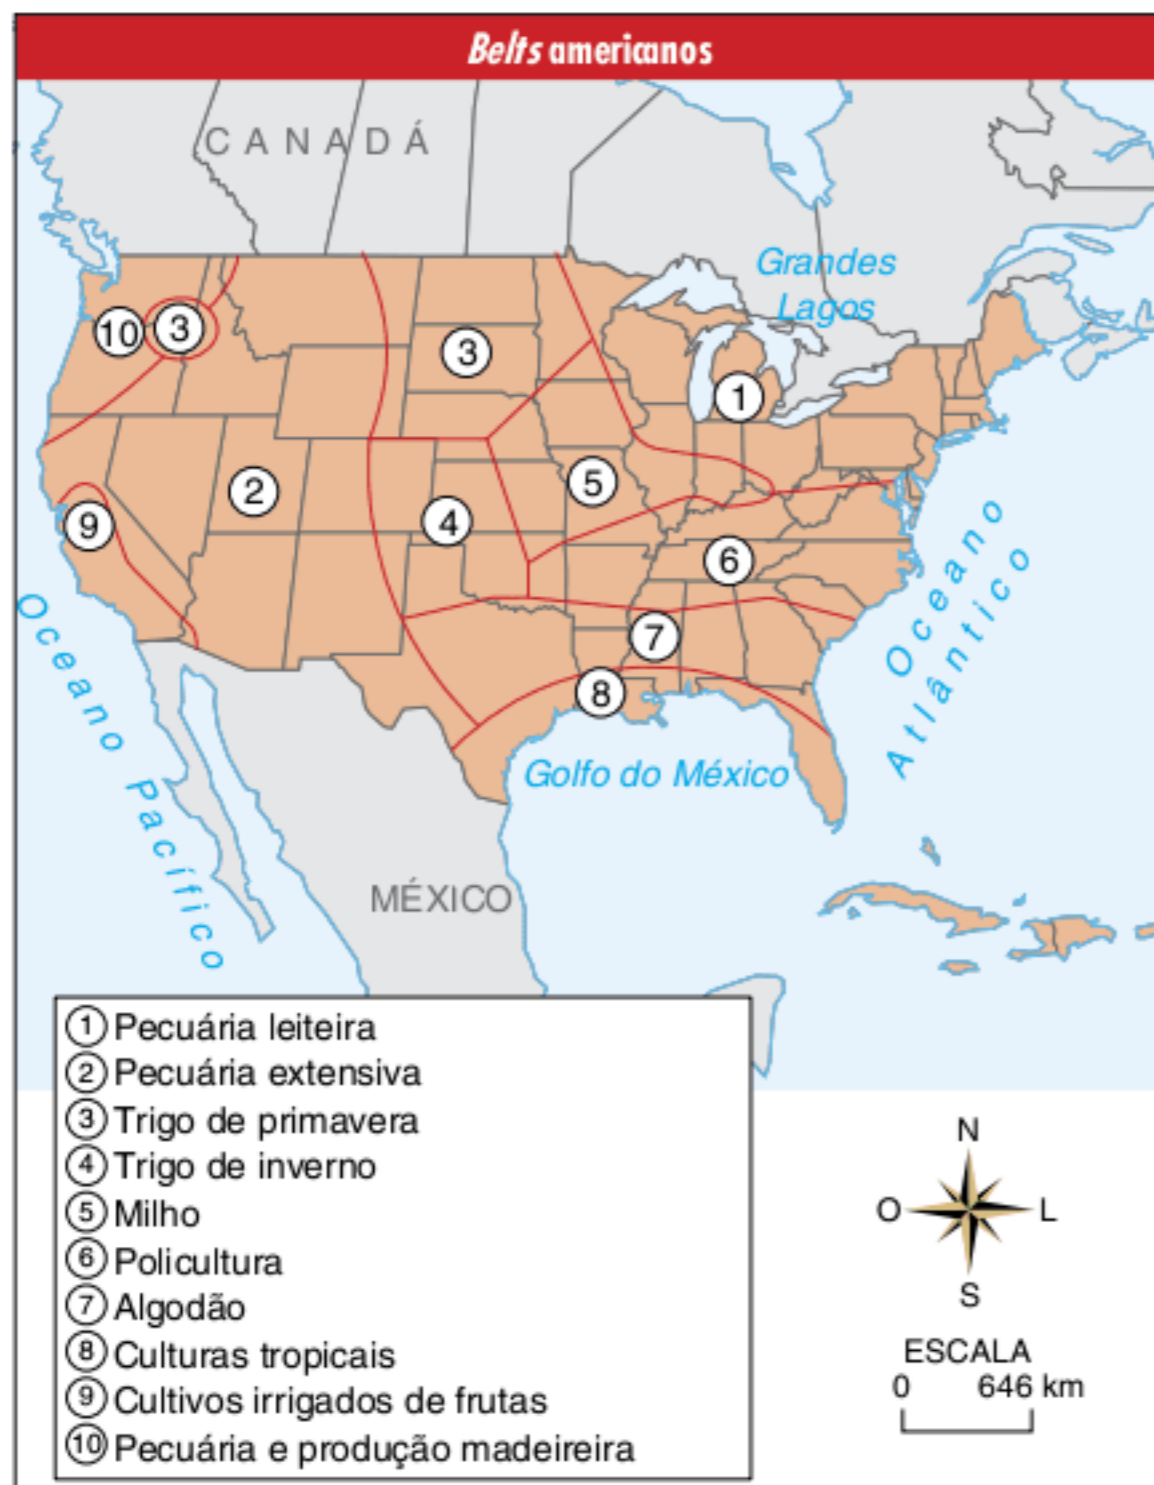 Belts americanos
CANADÁ
Grandes
Lagos
10
3
3
1
2
5
9
4
6
7
8
Oceano Pacífico
Oceano
Atlântico
Golfo do México
MÉXICO
1 Pecuária leiteira
2 Pecuária extensiva
3 Trigo de primavera
4 Trigo de inverno
5 Milho
6 Policultura
7 Algodão
8 Culturas tropicais
9 Cultivos irrigados de frutas
10 Pecuária e produção madeireira
N
O L
S
ESCALA
0 646 km